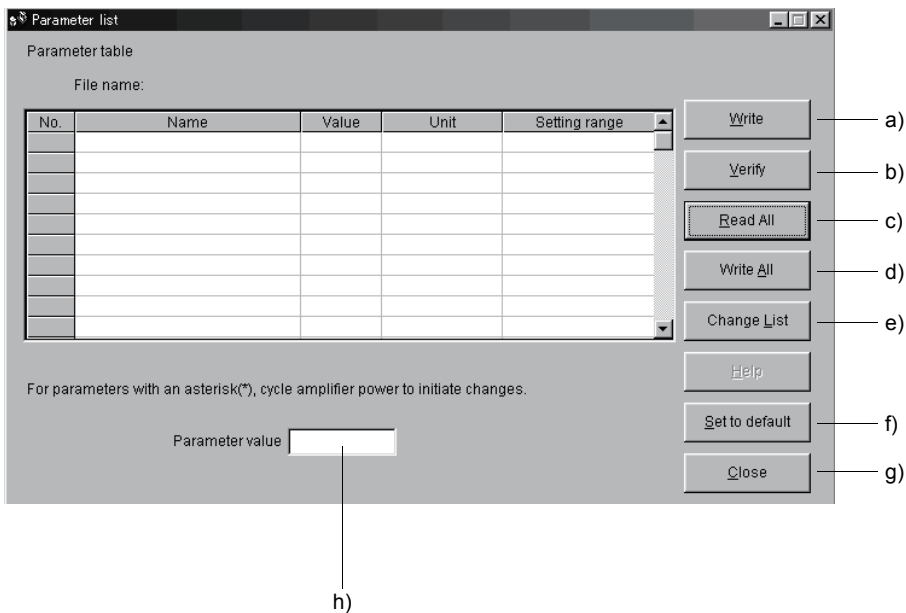 Parameter list
Parameter table
File name:
No. Name Value Unit Setting range
Write a)
Verify b)
Read All c)
Write All d)
Change List e)
Help
For parameters with an asterisk(*), cycle amplifier power to initiate changes.
Set to default f)
Parameter value
Close g)
h)